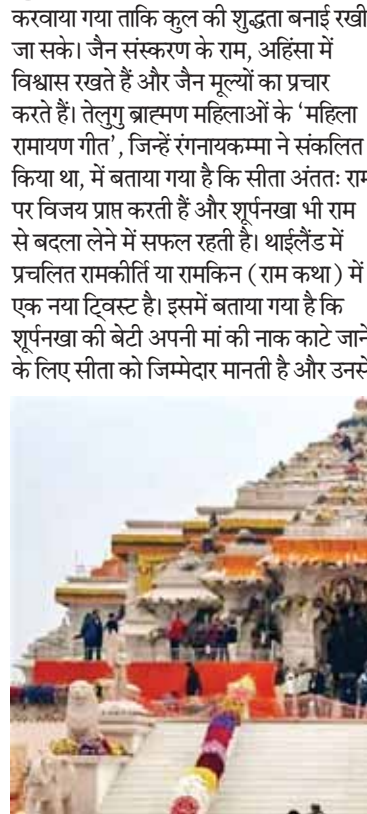 करवाया गया ताकि कुल की शुद्धता बनाई रखी
जा सके। जैन संस्करण के राम, अहिंसा में
विश्वास रखते हैं और जैन मूल्यों का प्रचार
करते हैं। तेलुगु ब्राह्मण महिलाओं के ‘महिला
रामायण गीत’, जिन्हें रंगनायकम्मा ने संकलित
किया था, में बताया गया है कि सीता अंततः राम
पर विजय प्राप्त करती हैं और शूर्पनखा भी राम
से बदला लेने में सफल रहती है। थाईलैंड में
प्रचलित रामकीर्ति या रामकिन ( राम कथा ) में
एक नया ट्विस्ट है। इसमें बताया गया है कि
शूर्पनखा की बेटी अपनी मां की नाक काटे जाने
के लिए सीता को जिम्मेदार मानती है और उनसे